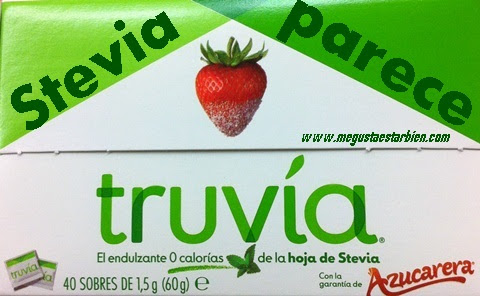 Stevia parece
www.megustaestarbien.com
truvía®
El endulzante 0 calorías de la hoja de Stevia
40 SOBRES DE 1,5 g (60g) e
Con la
garantía de
Azucarera
truvía